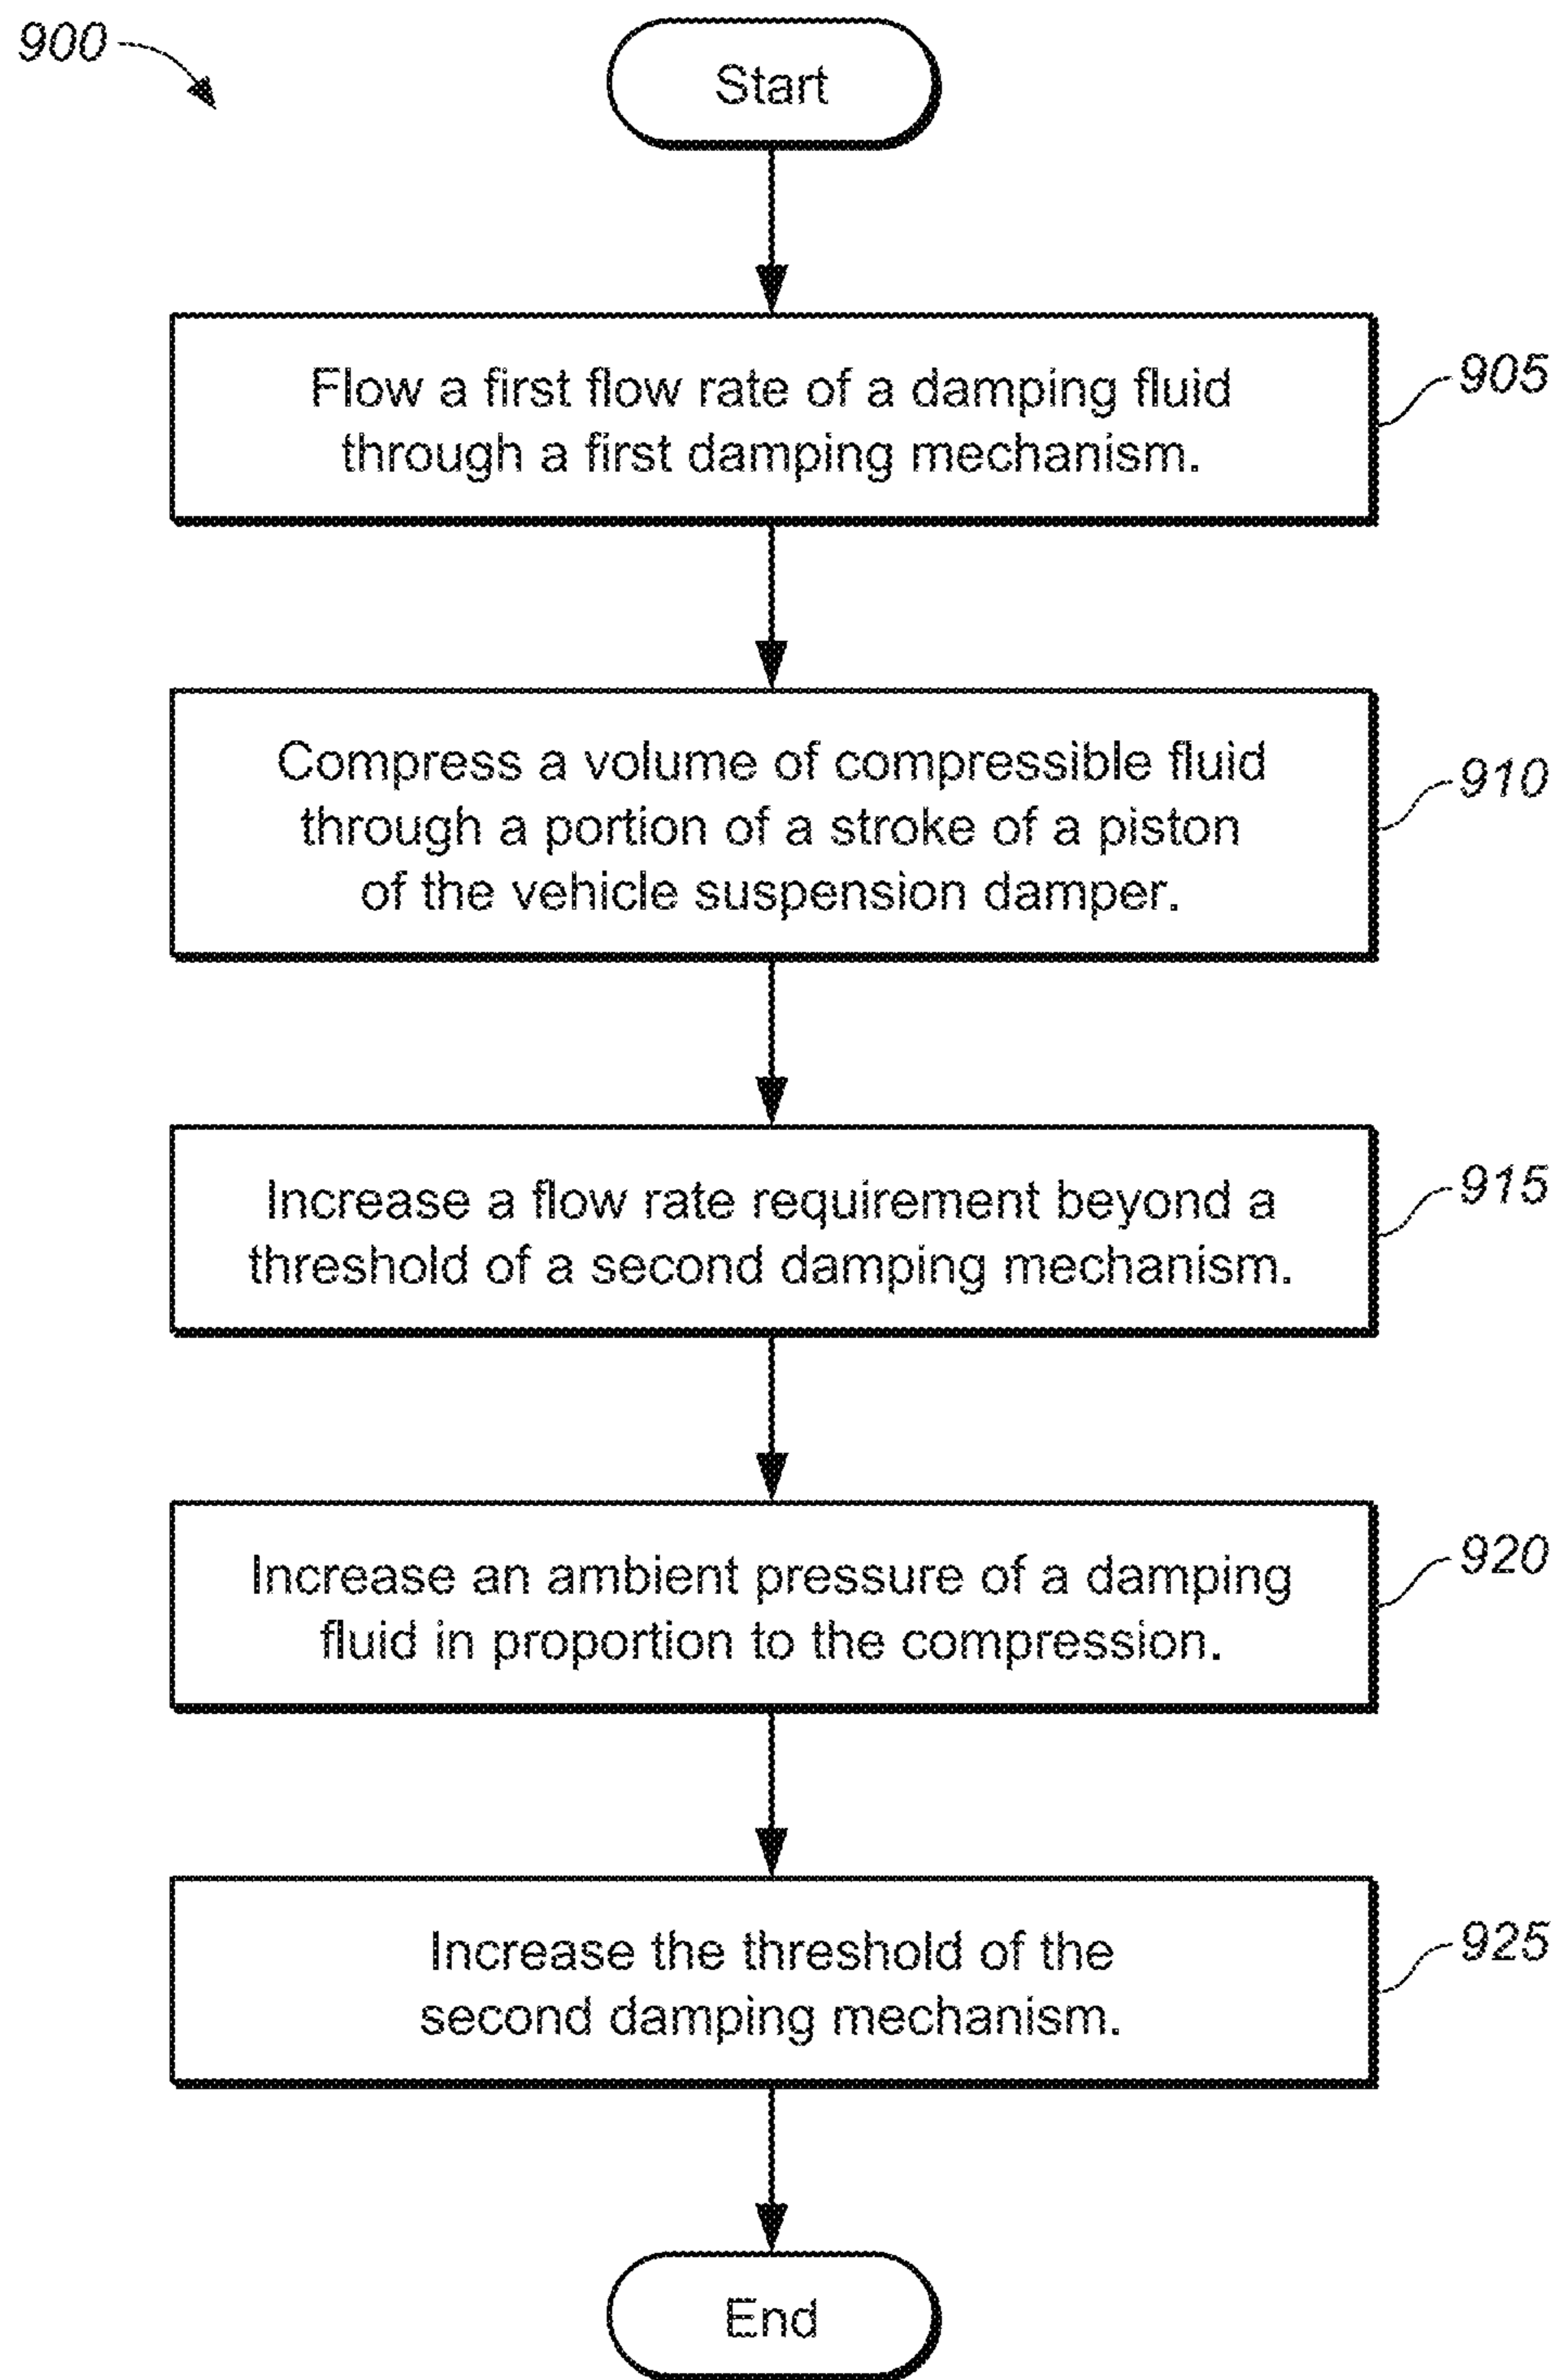 900
Start
Flow a first flow rate of a damping fluid
through a first damping mechanism.
905
Compress a volume of compressible fluid
through a portion of a stroke of a piston
of the vehicle suspension damper.
910
Increase a flow rate requirement beyond a
threshold of a second damping mechanism.
915
Increase an ambient pressure of a damping
fluid in proportion to the compression.
920
Increase the threshold of the
second damping mechanism.
925
End